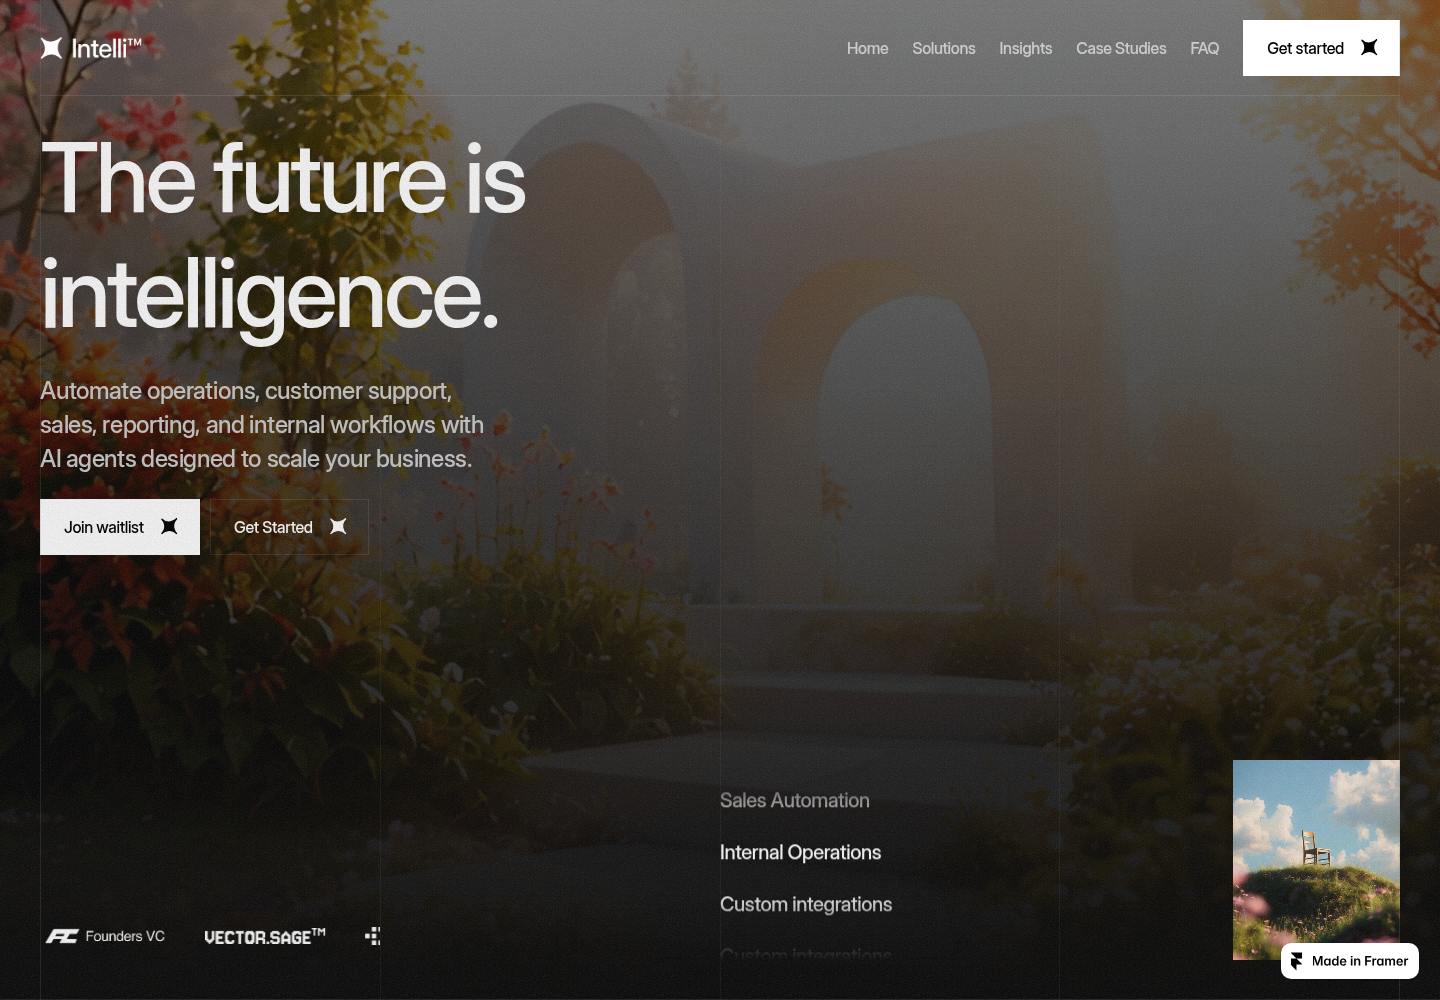 Intelli™
Home
Solutions
Insights
Case Studies
FAQ
Get started
The future is
intelligence.
Automate operations, customer support,
sales, reporting, and internal workflows with
AI agents designed to scale your business.
Join waitlist
Get Started
Sales Automation
Internal Operations
Custom integrations
Custom integrations
Founders VC
VECTOR.SAGE™
Made in Framer